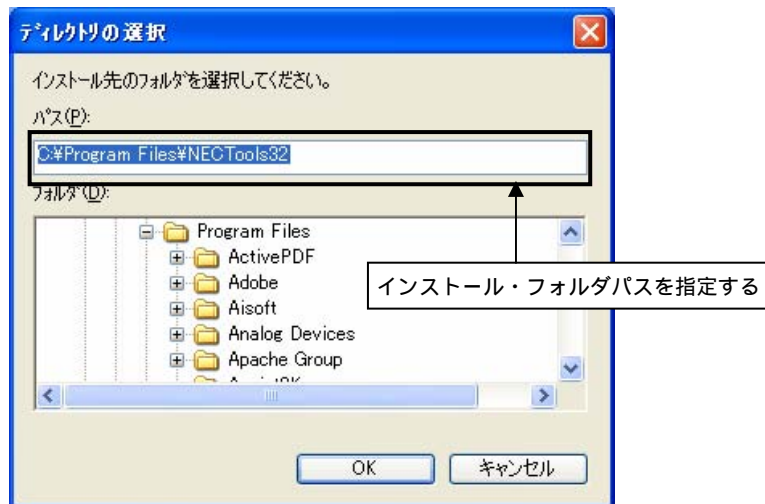 ディレクトリの選択
インストール先のフォルダを選択してください。
パス(P):
C:¥Program Files¥NECTools32
フォルダ(D):
Program Files
ActivePDF
Adobe
Aisoft
Analog Devices
Apache Group
インストール・フォルダパスを指定する
OK
キャンセル